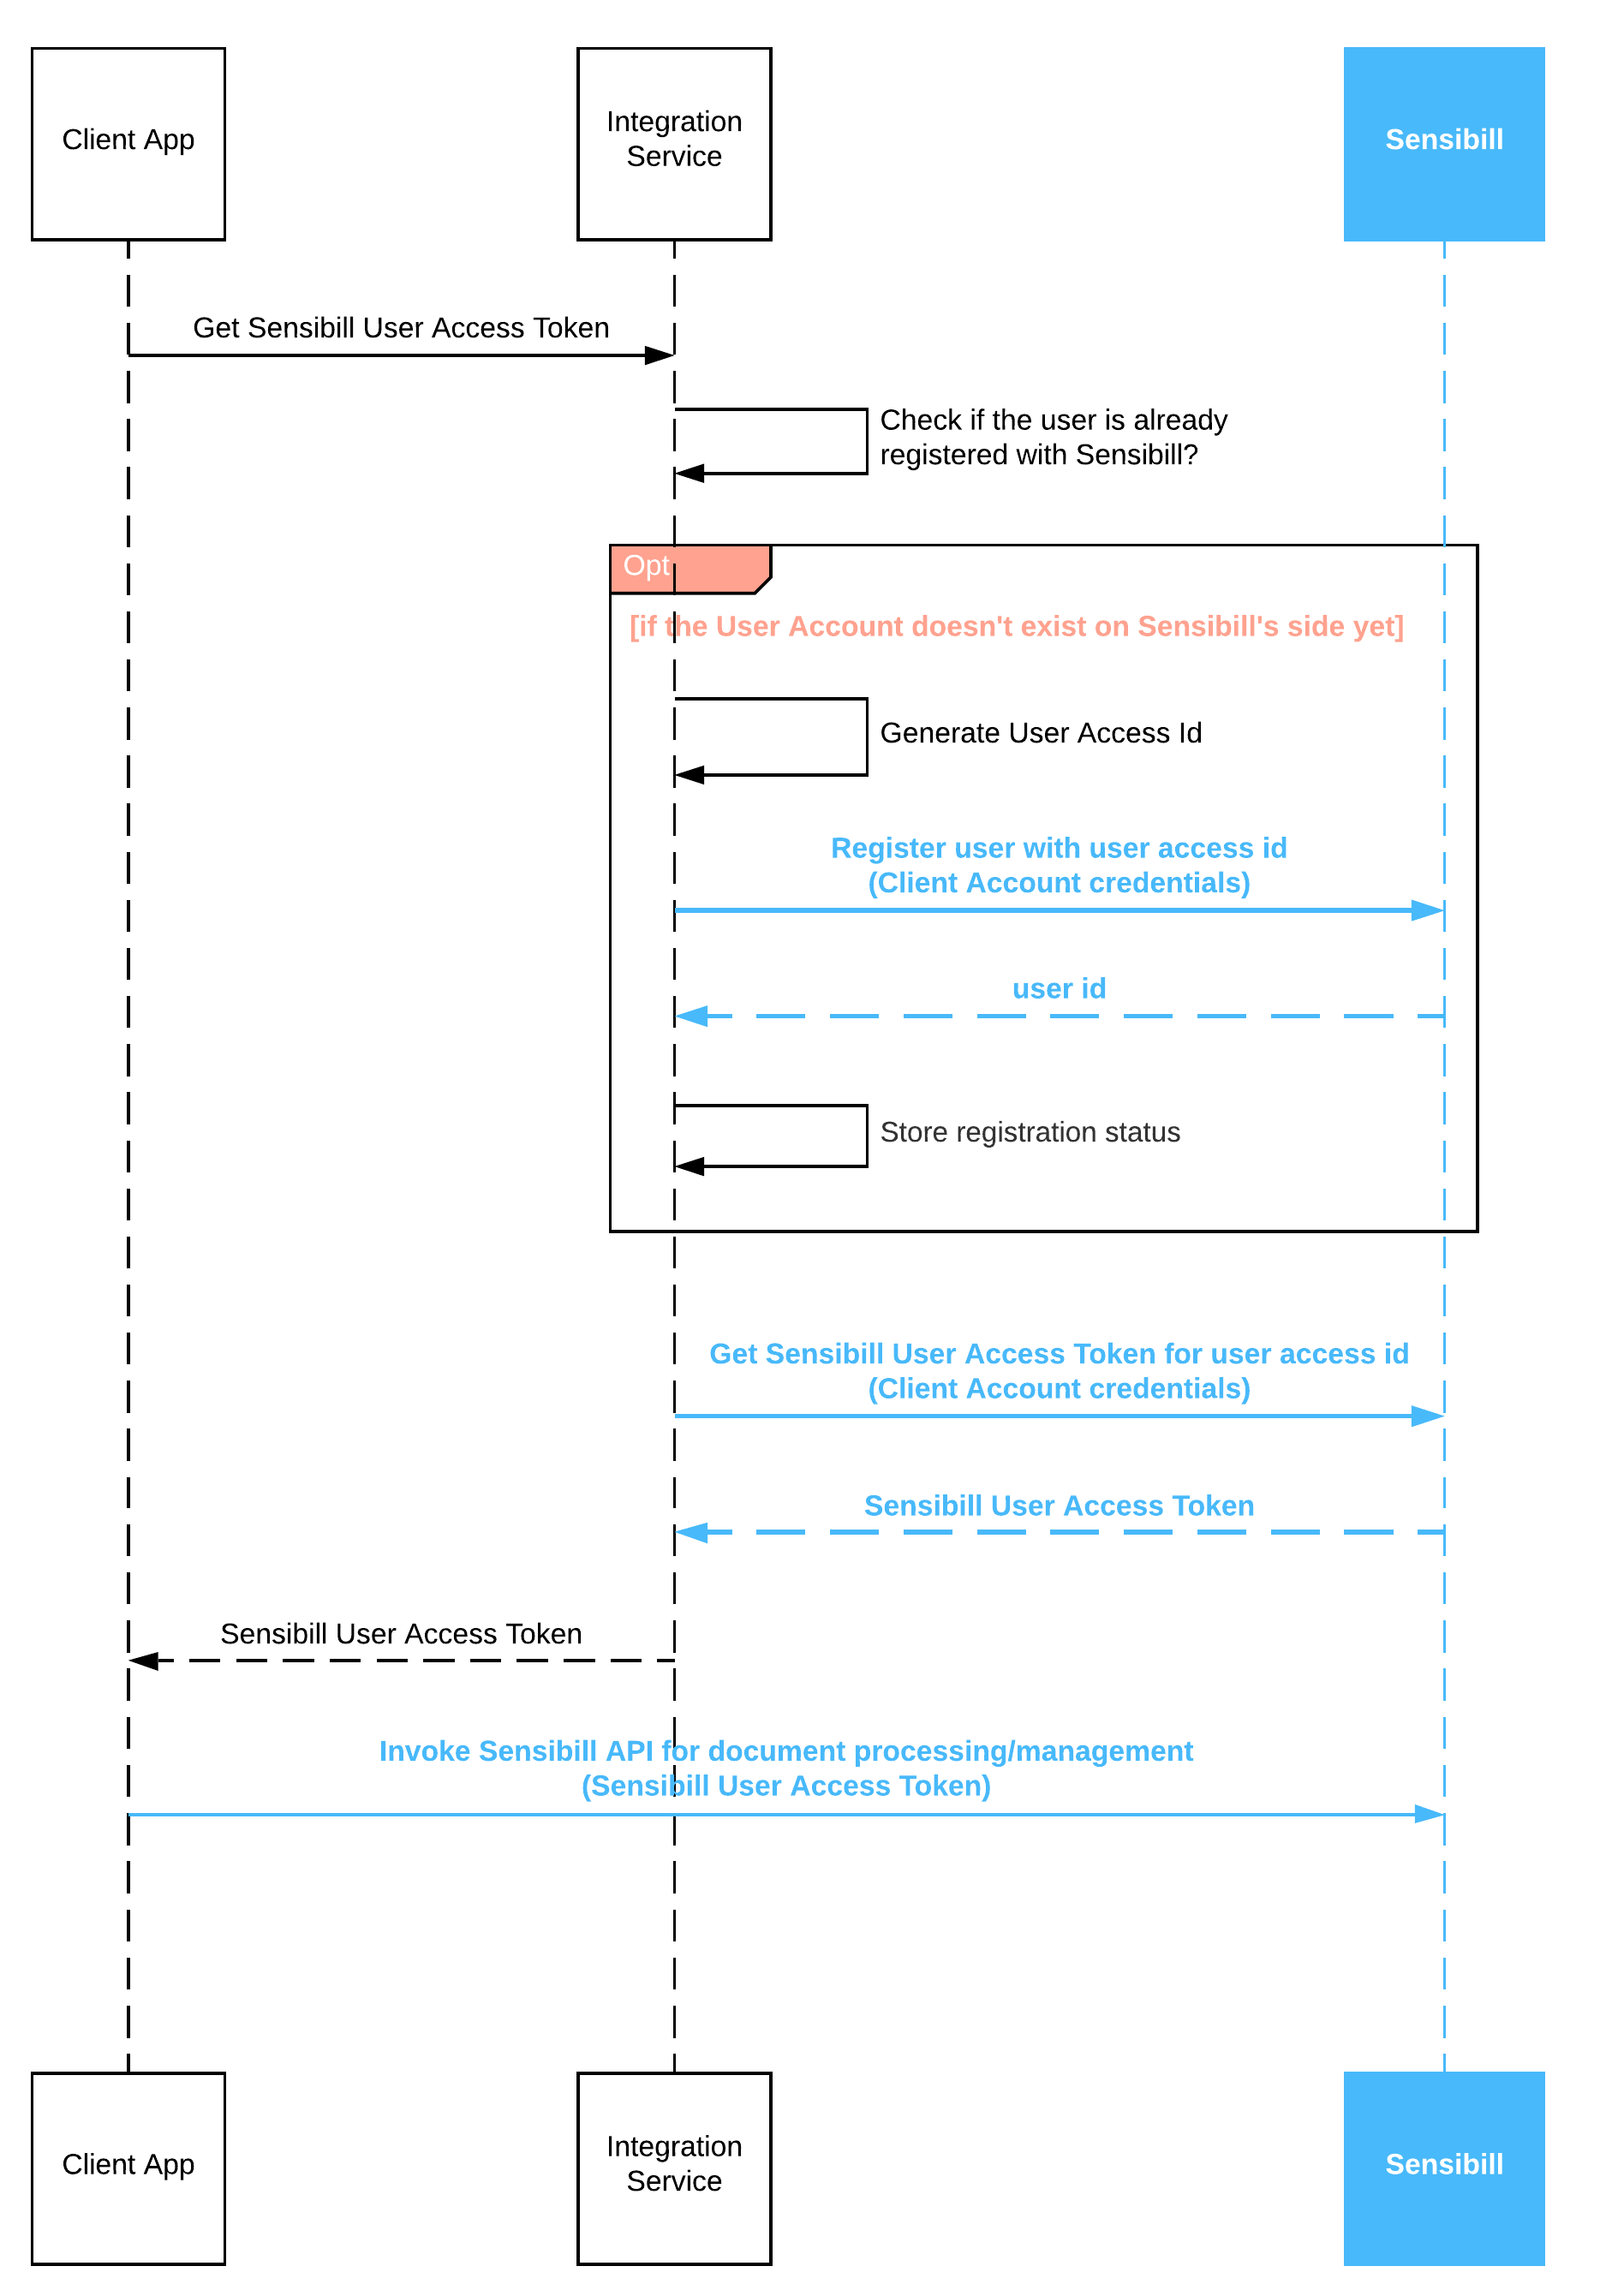 Client App
Integration
Service
Sensibill
Get Sensibill User Access Token
Check if the user is already
registered with Sensibill?
Opt
[if the User Account doesn't exist on Sensibill's side yet]
Generate User Access Id
Register user with user access id
(Client Account credentials)
user id
Store registration status
Get Sensibill User Access Token for user access id
(Client Account credentials)
Sensibill User Access Token
Sensibill User Access Token
Invoke Sensibill API for document processing/management
(Sensibill User Access Token)
Client App
Integration
Service
Sensibill